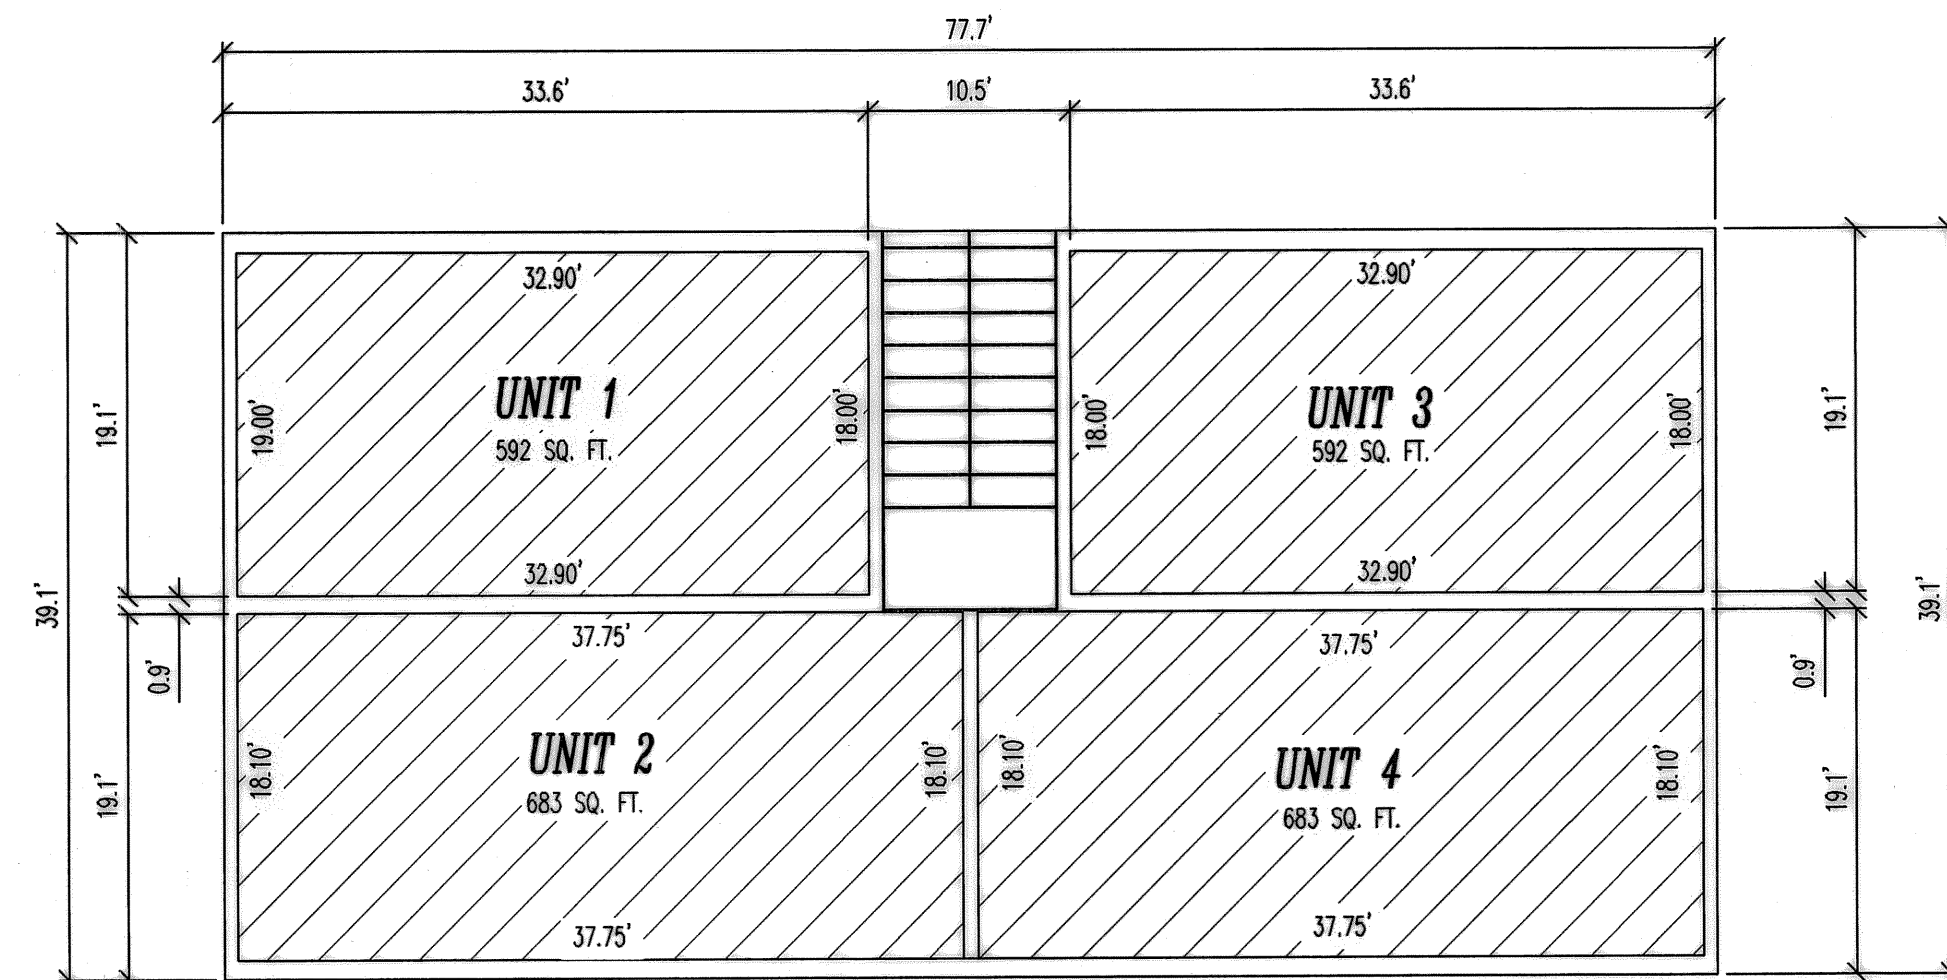 77.7'
33.6' 10.5' 33.6'
32.90' 32.90'
UNIT 1 UNIT 3
592 SQ. FT. 592 SQ. FT.
19.1' 19.00' 18.00' 18.00' 18.00' 19.1'
32.90' 32.90'
39.1' 39.1'
37.75' 37.75'
0.9' 0.9'
UNIT 2 UNIT 4
683 SQ. FT. 683 SQ. FT.
19.1' 18.10' 18.10' 18.10' 18.10' 19.1'
37.75' 37.75'